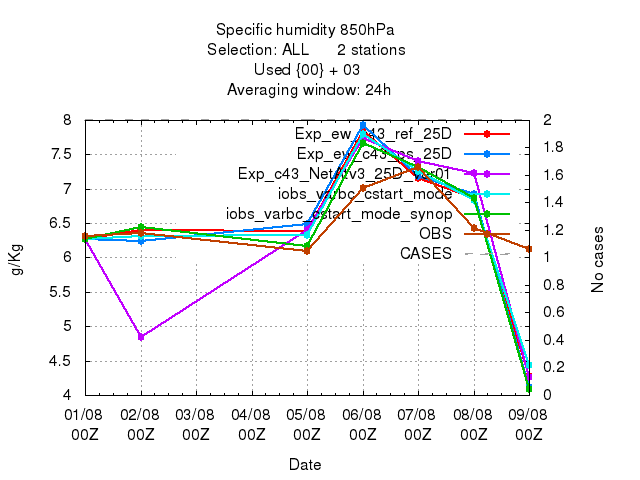 Specific humidity 850hPa
Selection: ALL 2 stations
Used {00} + 03
Averaging window: 24h
8
7.5
7
6.5
6
5.5
5
4.5
4
g/Kg
2
1.8
1.6
1.4
1.2
1
0.8
0.6
0.4
0.2
0
No cases
Exp_ew_c43_ref_25D
Exp_ew_c43_ps_25D
iobs_varbc_cstart_mode
iobs_varbc_cstart_mode_synop
OBS
CASES
01/08 02/08 03/08 04/08 05/08 06/08 07/08 08/08 09/08
00Z 00Z 00Z 00Z 00Z 00Z 00Z 00Z 00Z
Date